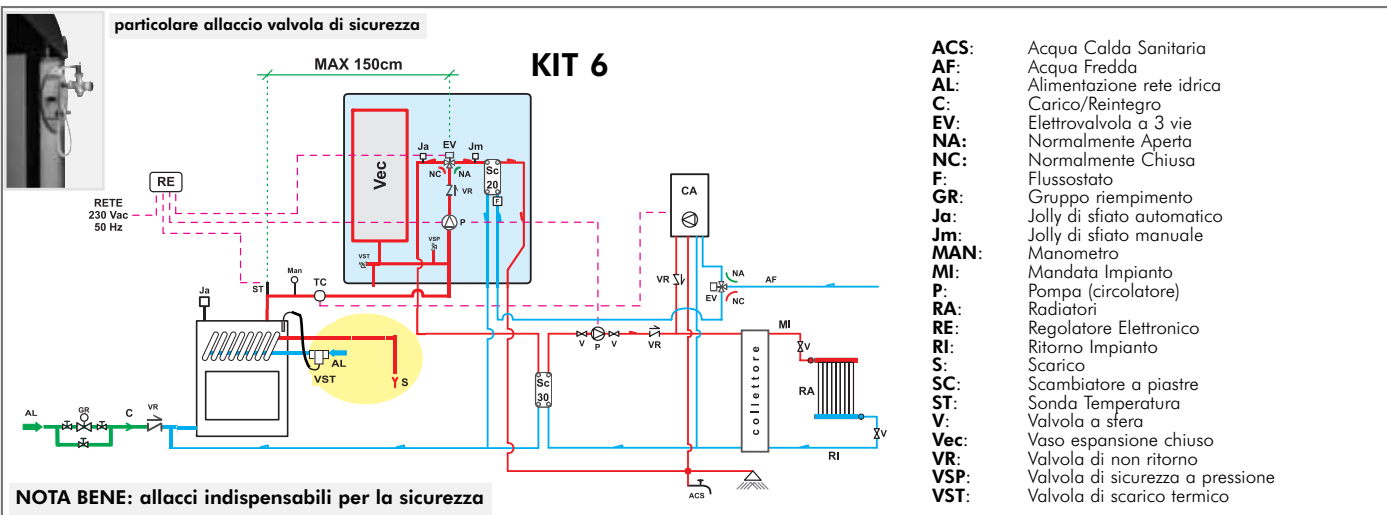 particolare allaccio valvola di sicurezza
KIT 6
MAX 150cm
Vec
Ja
EV
Jm
NC
NA
Sc
20
F
VR
P
VSP
VST
RE
RETE
230 Vac
50 Hz
ST
Man
TC
Ja
AL
VST
S
AL
GR
C
VR
CA
VR
NA
EV
NC
AF
V
P
V
VR
MI
V
RA
V
RI
collettore
Sc
30
ACS
NOTA BENE: allacci indispensabili per la sicurezza
ACS: Acqua Calda Sanitaria
AF: Acqua Fredda
AL: Alimentazione rete idrica
C: Carico/Reintegro
EV: Elettrovalvola a 3 vie
NA: Normalmente Aperta
NC: Normalmente Chiusa
F: Flussostato
GR: Gruppo riempimento
Ja: Jolly di sfiato automatico
Jm: Jolly di sfiato manuale
MAN: Manometro
MI: Mandata Impianto
P: Pompa (circolatore)
RA: Radiatori
RE: Regolatore Elettronico
RI: Ritorno Impianto
S: Scarico
SC: Scambiatore a piastre
ST: Sonda Temperatura
V: Valvola a sfera
Vec: Vaso espansione chiuso
VR: Valvola di non ritorno
VSP: Valvola di sicurezza a pressione
VST: Valvola di scarico termico